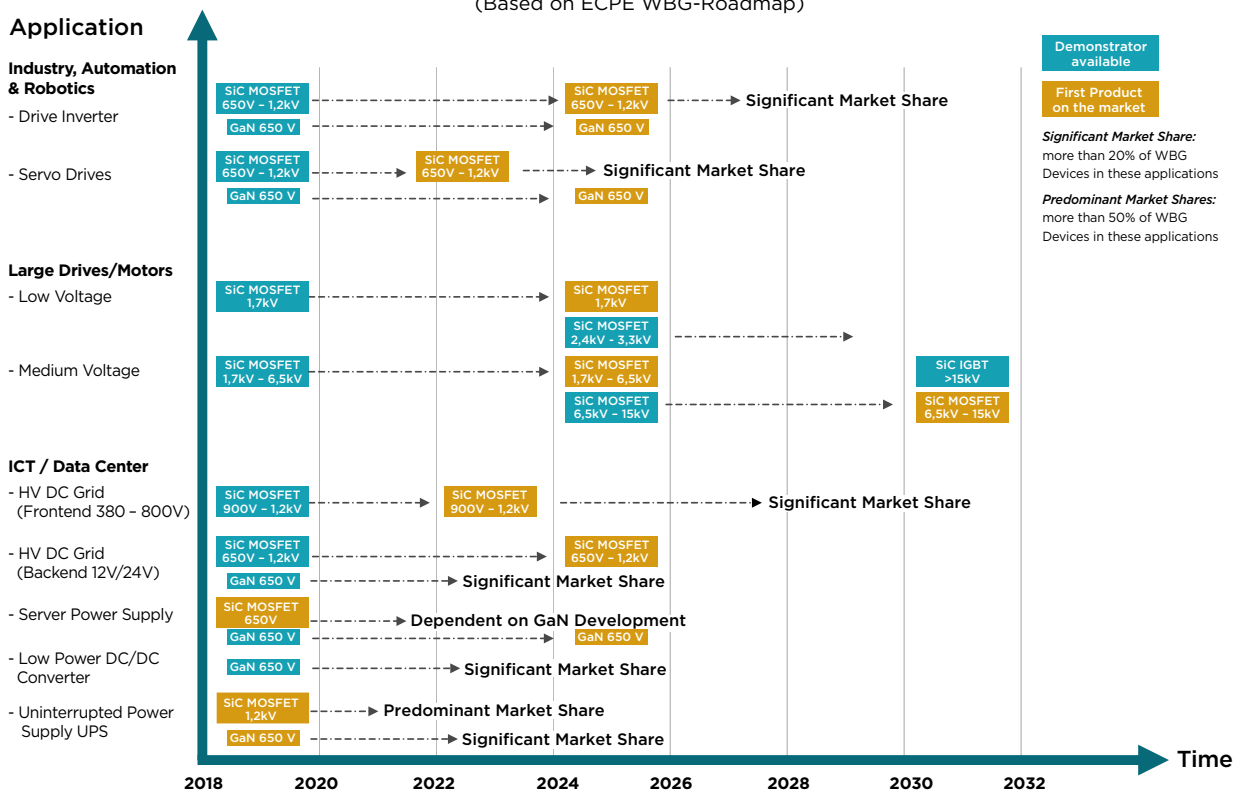 (Based on ECPE WBG-Roadmap)
Application
Demonstrator
available
First Product
on the market
Significant Market Share:
more than 20% of WBG
Devices in these applications
Predominant Market Shares:
more than 50% of WBG
Devices in these applications
Industry, Automation
& Robotics
- Drive Inverter
SiC MOSFET
650V – 1,2kV
SiC MOSFET
650V – 1,2kV
Significant Market Share
GaN 650 V
GaN 650 V
- Servo Drives
SiC MOSFET
650V – 1,2kV
SiC MOSFET
650V – 1,2kV
Significant Market Share
GaN 650 V
GaN 650 V
Large Drives/Motors
- Low Voltage
SiC MOSFET
1,7kV
SiC MOSFET
1,7kV
SiC MOSFET
2,4kV - 3,3kV
- Medium Voltage
SiC MOSFET
1,7kV – 6,5kV
SiC MOSFET
1,7kV – 6,5kV
SiC IGBT
>15kV
SiC MOSFET
6,5kV – 15kV
SiC MOSFET
6,5kV – 15kV
ICT / Data Center
- HV DC Grid
(Frontend 380 – 800V)
SiC MOSFET
900V – 1,2kV
SiC MOSFET
900V – 1,2kV
Significant Market Share
- HV DC Grid
(Backend 12V/24V)
SiC MOSFET
650V – 1,2kV
SiC MOSFET
650V – 1,2kV
GaN 650 V
Significant Market Share
- Server Power Supply
SiC MOSFET
650V
Dependent on GaN Development
GaN 650 V
GaN 650 V
- Low Power DC/DC
Converter
GaN 650 V
Significant Market Share
- Uninterrupted Power
Supply UPS
SiC MOSFET
1,2kV
Predominant Market Share
GaN 650 V
Significant Market Share
Time
2018 2020 2022 2024 2026 2028 2030 2032